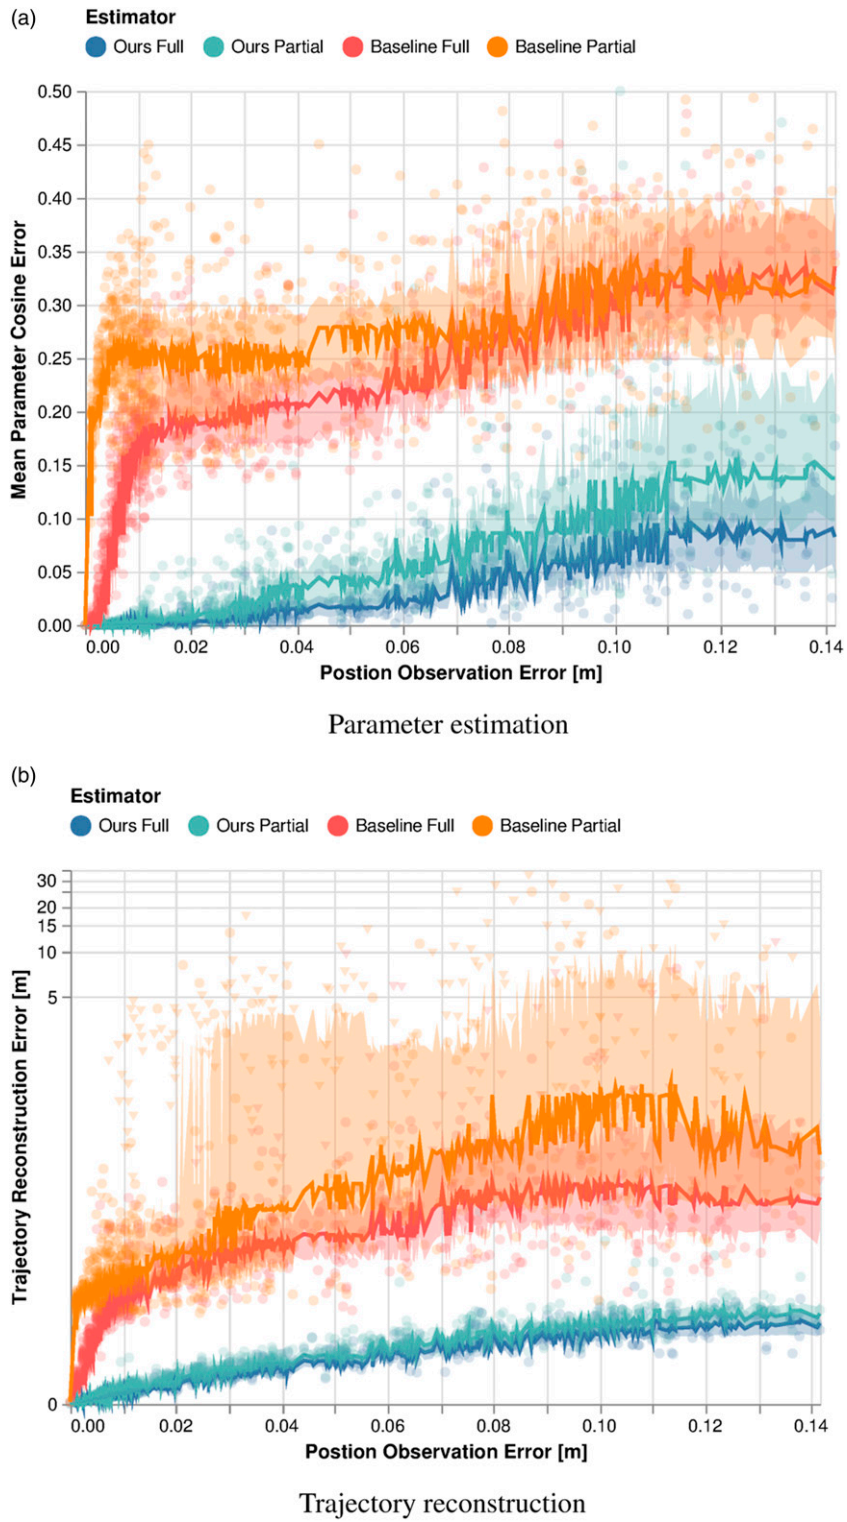 (a)
Estimator
Ours Full Ours Partial Baseline Full Baseline Partial
0.50
0.45
0.40
0.35
0.30
0.25
0.20
0.15
0.10
0.05
0.00
Mean Parameter Cosine Error
0.00 0.02 0.04 0.06 0.08 0.10 0.12 0.14
Postion Observation Error [m]
Parameter estimation
(b)
Estimator
Ours Full Ours Partial Baseline Full Baseline Partial
30
20
15
10
5
0
Trajectory Reconstruction Error [m]
0.00 0.02 0.04 0.06 0.08 0.10 0.12 0.14
Postion Observation Error [m]
Trajectory reconstruction